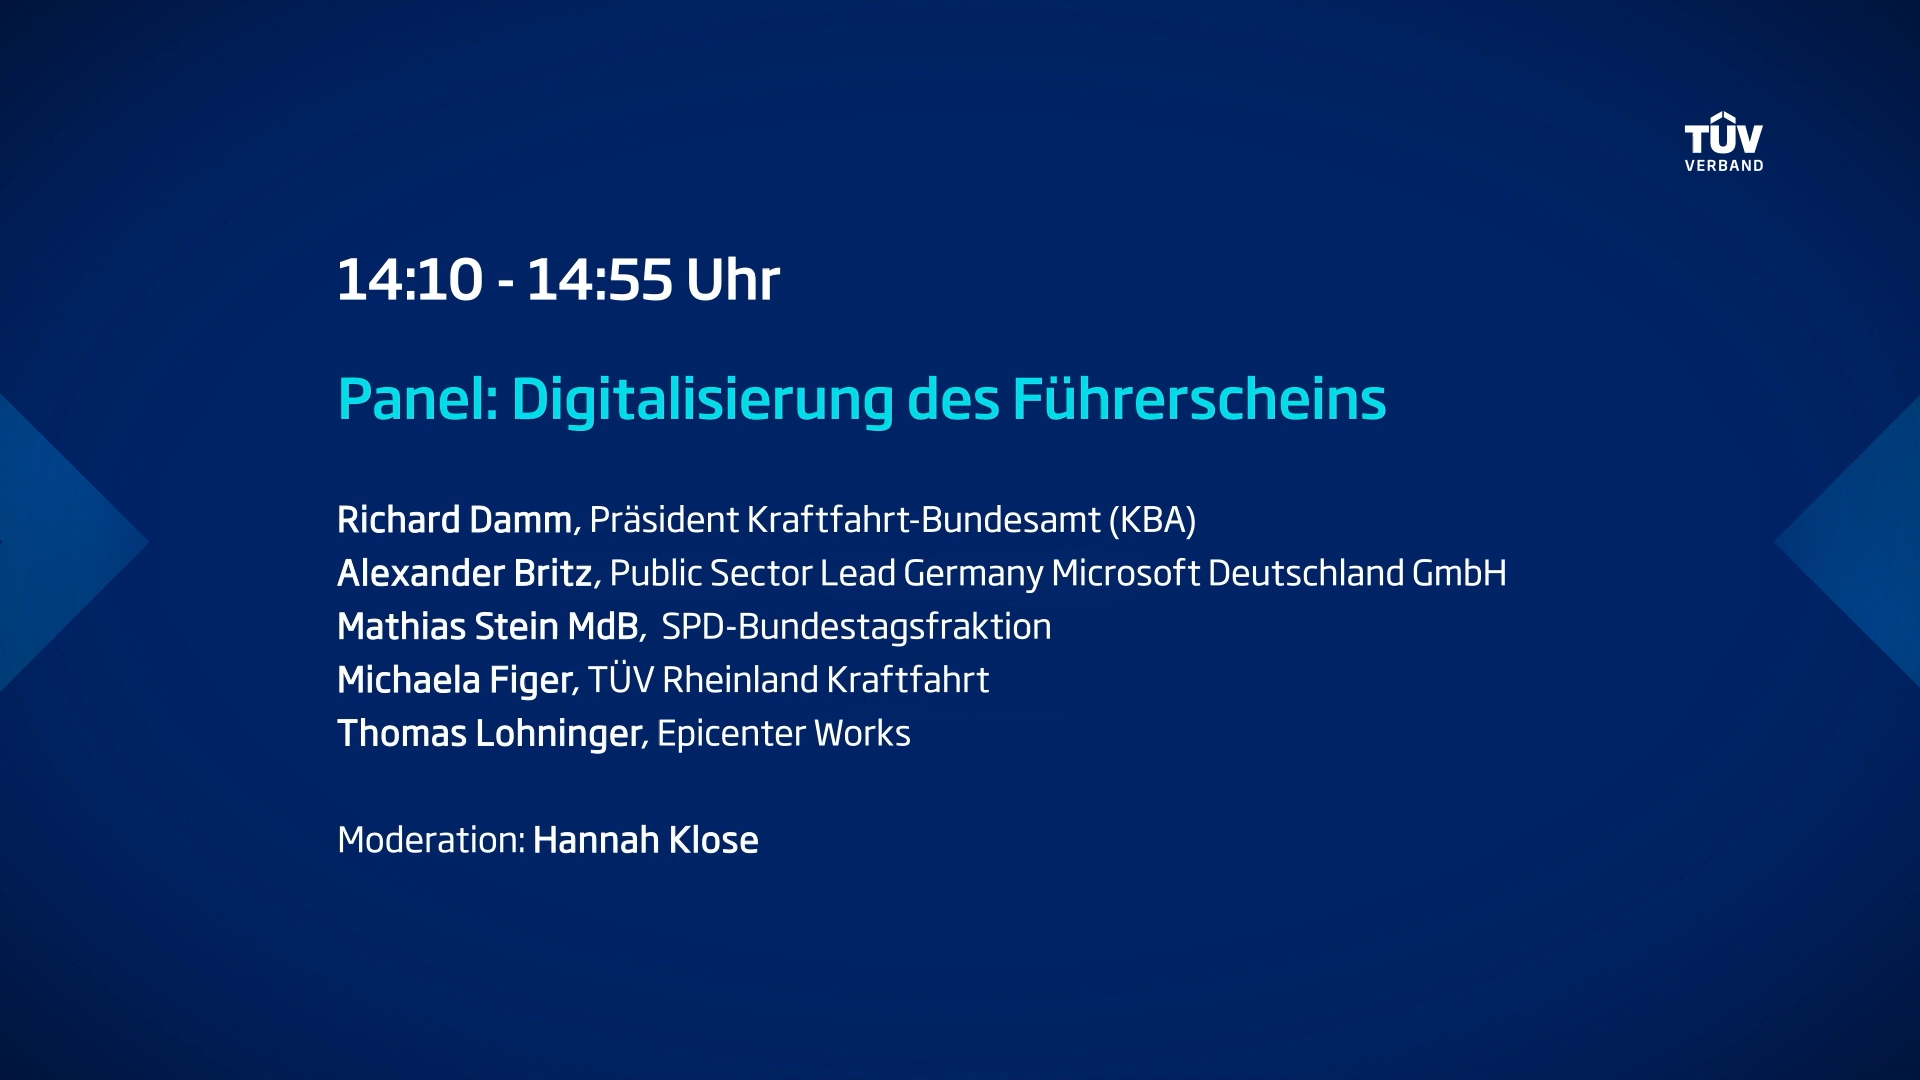 TÜV
VERBAND
14:10 - 14:55 Uhr
Panel: Digitalisierung des Führerscheins
Richard Damm, Präsident Kraftfahrt-Bundesamt (KBA)
Alexander Britz, Public Sector Lead Germany Microsoft Deutschland GmbH
Mathias Stein MdB, SPD-Bundestagsfraktion
Michaela Figer, TÜV Rheinland Kraftfahrt
Thomas Lohninger, Epicenter Works
Moderation: Hannah Klose